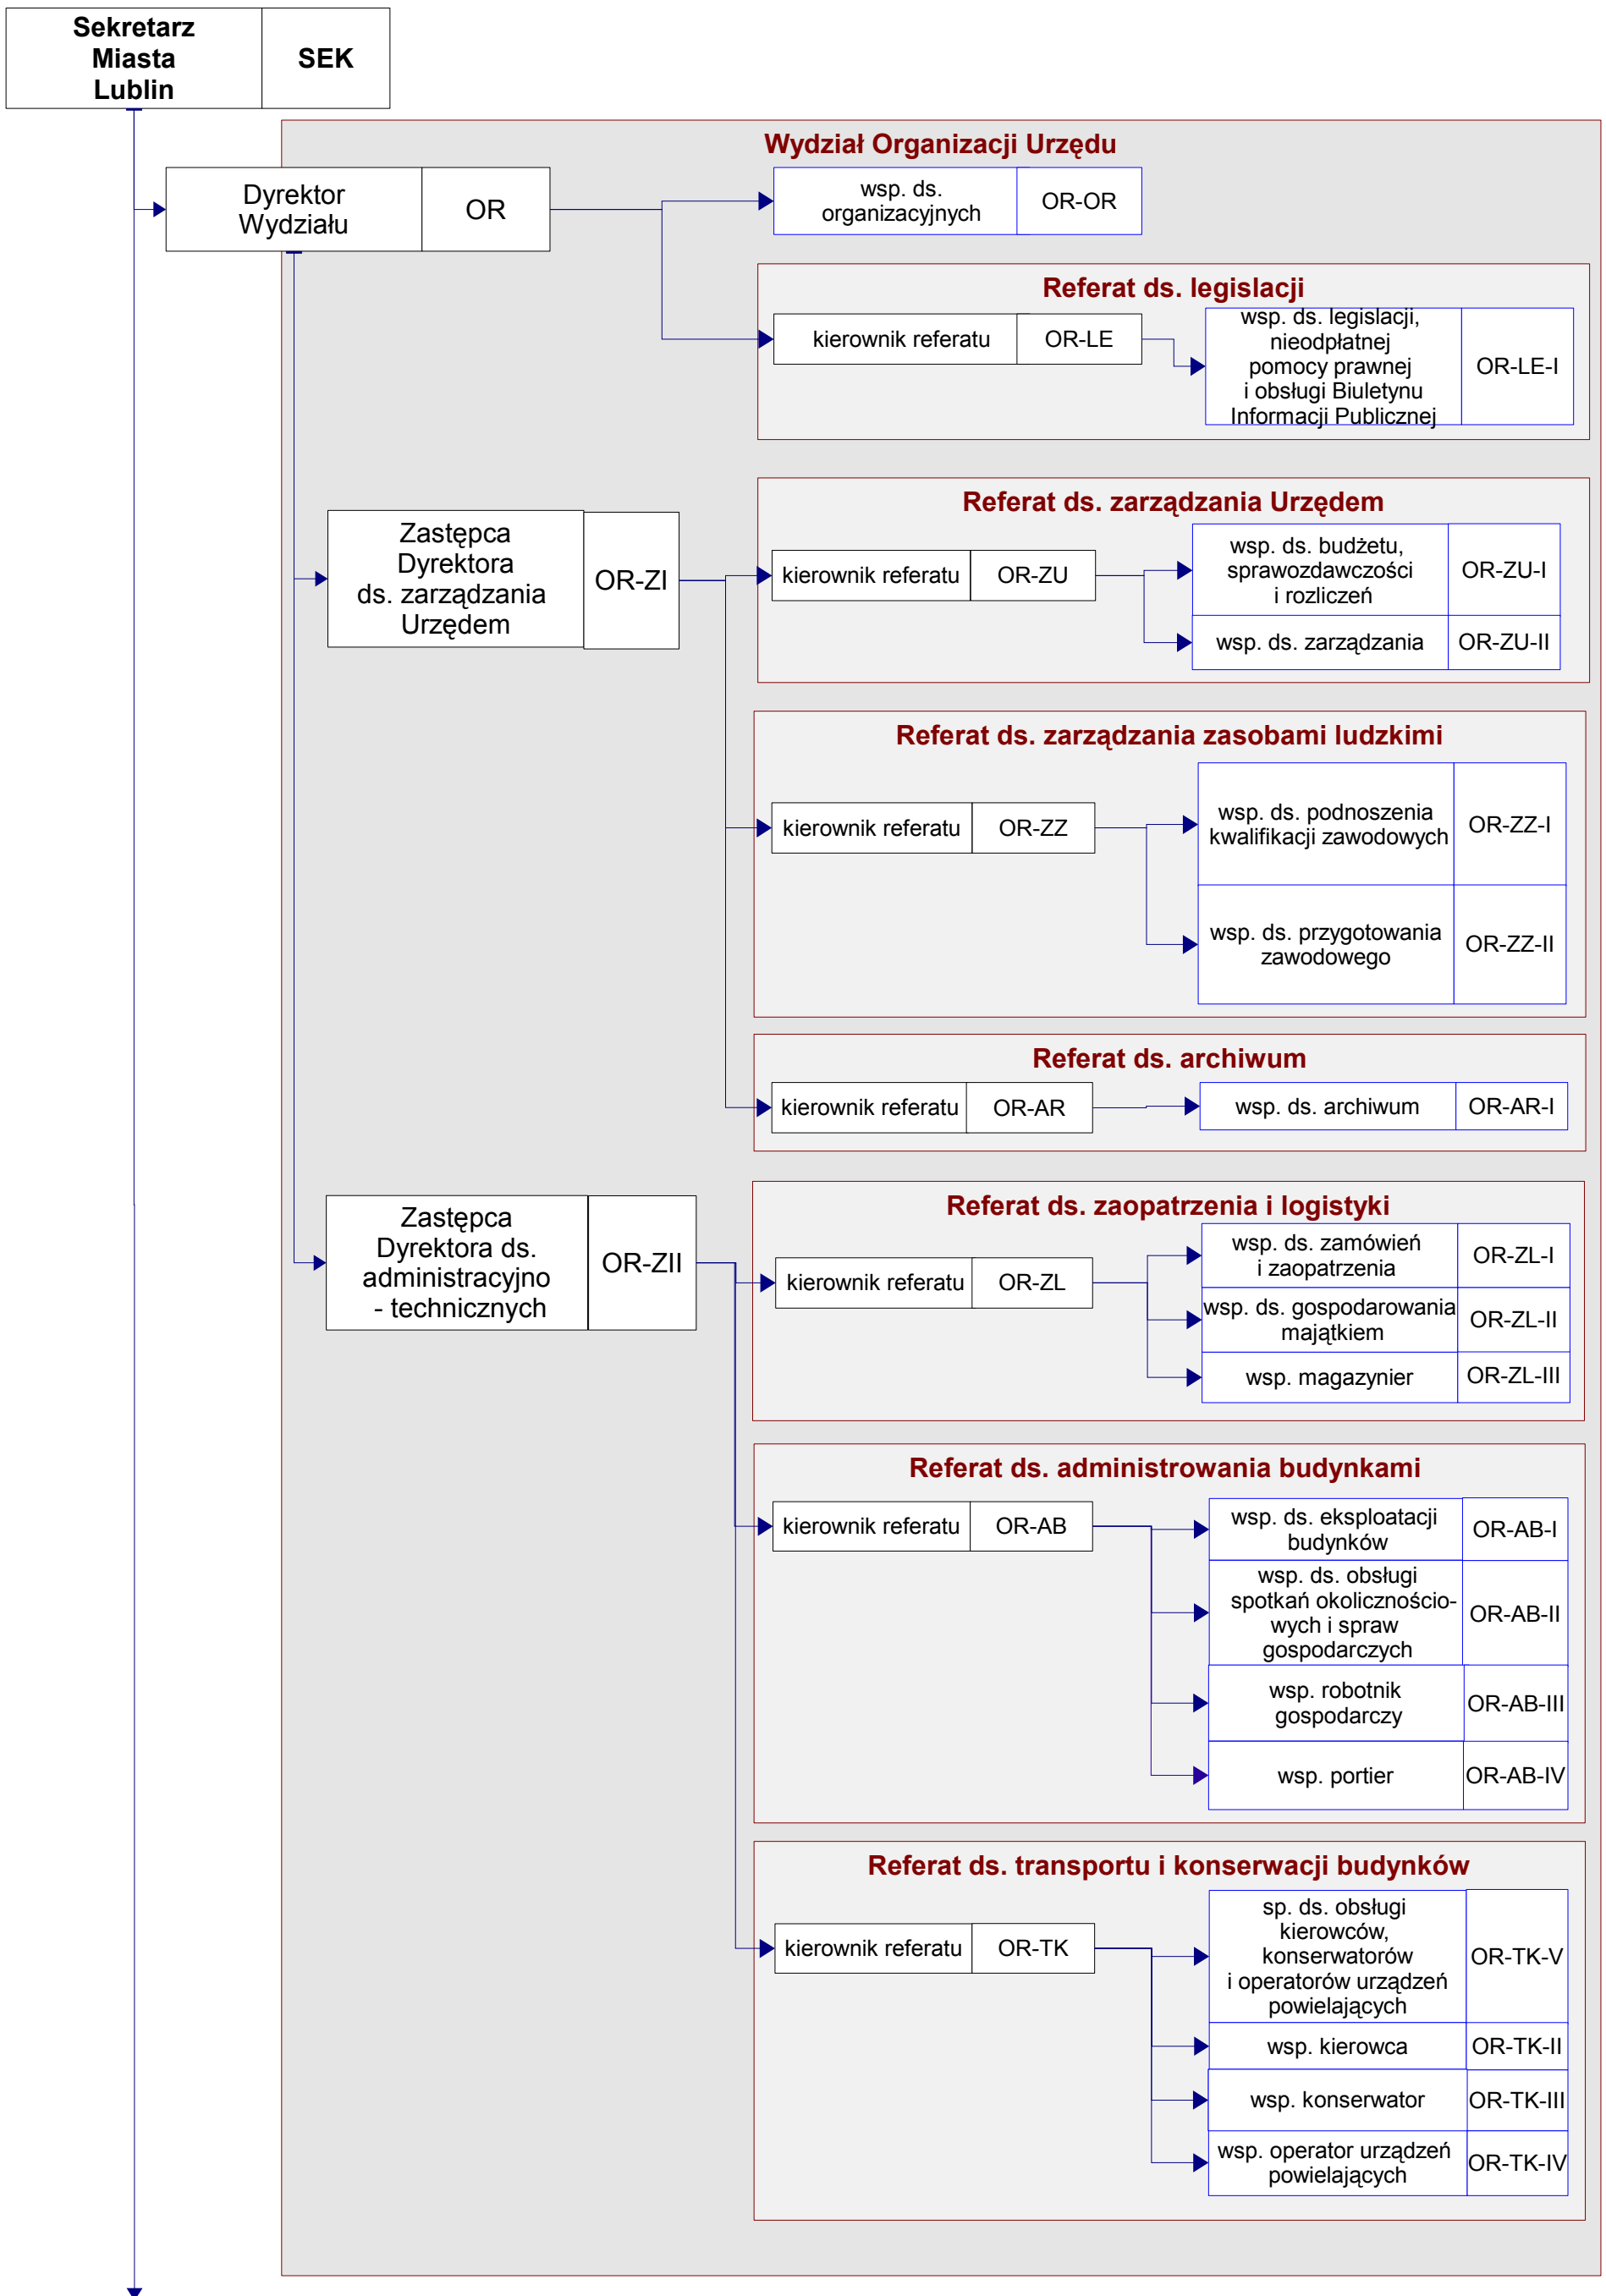 Sekretarz
Miasta
Lublin
SEK
Wydział Organizacji Urzędu
Dyrektor
Wydziału
OR
wsp. ds.
organizacyjnych
OR-OR
Referat ds. legislacji
kierownik referatu
OR-LE
wsp. ds. legislacji,
nieodpłatnej
pomocy prawnej
i obsługi Biuletynu
Informacji Publicznej
OR-LE-I
Zastępca
Dyrektora
ds. zarządzania
Urzędem
OR-ZI
Referat ds. zarządzania Urzędem
kierownik referatu
OR-ZU
wsp. ds. budżetu,
sprawozdawczości
i rozliczeń
OR-ZU-I
wsp. ds. zarządzania
OR-ZU-II
Referat ds. zarządzania zasobami ludzkimi
kierownik referatu
OR-ZZ
wsp. ds. podnoszenia
kwalifikacji zawodowych
OR-ZZ-I
wsp. ds. przygotowania
zawodowego
OR-ZZ-II
Referat ds. archiwum
kierownik referatu
OR-AR
wsp. ds. archiwum
OR-AR-I
Zastępca
Dyrektora ds.
administracyjno
- technicznych
OR-ZII
Referat ds. zaopatrzenia i logistyki
kierownik referatu
OR-ZL
wsp. ds. zamówień
i zaopatrzenia
OR-ZL-I
wsp. ds. gospodarowania
majątkiem
OR-ZL-II
wsp. magazynier
OR-ZL-III
Referat ds. administrowania budynkami
kierownik referatu
OR-AB
wsp. ds. eksploatacji
budynków
OR-AB-I
wsp. ds. obsługi
spotkań okolicznościo-
wych i spraw
gospodarczych
OR-AB-II
wsp. robotnik
gospodarczy
OR-AB-III
wsp. portier
OR-AB-IV
Referat ds. transportu i konserwacji budynków
kierownik referatu
OR-TK
sp. ds. obsługi
kierowców,
konserwatorów
i operatorów urządzeń
powielających
OR-TK-V
wsp. kierowca
OR-TK-II
wsp. konserwator
OR-TK-III
wsp. operator urządzeń
powielających
OR-TK-IV